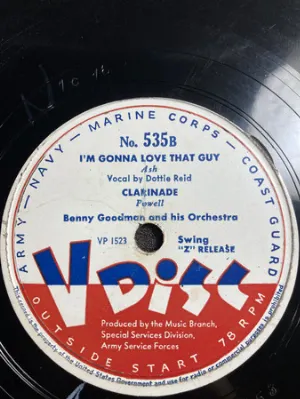 ARMY — NAVY — MARINE CORPS — COAST GUARD
No. 535B
I'M GONNA LOVE THAT GUY
Ash
Vocal by Dottie Reid
CLARINADE
Powell
Benny Goodman and his Orchestra
VP 1523
Swing
"Z" RELEASE
V DISC
Produced by the Music Branch,
Special Services Division,
Army Service Forces
OUTSIDE START 78 RPM
This record is the property of the United States Government and use for radio or commercial purposes is prohibited